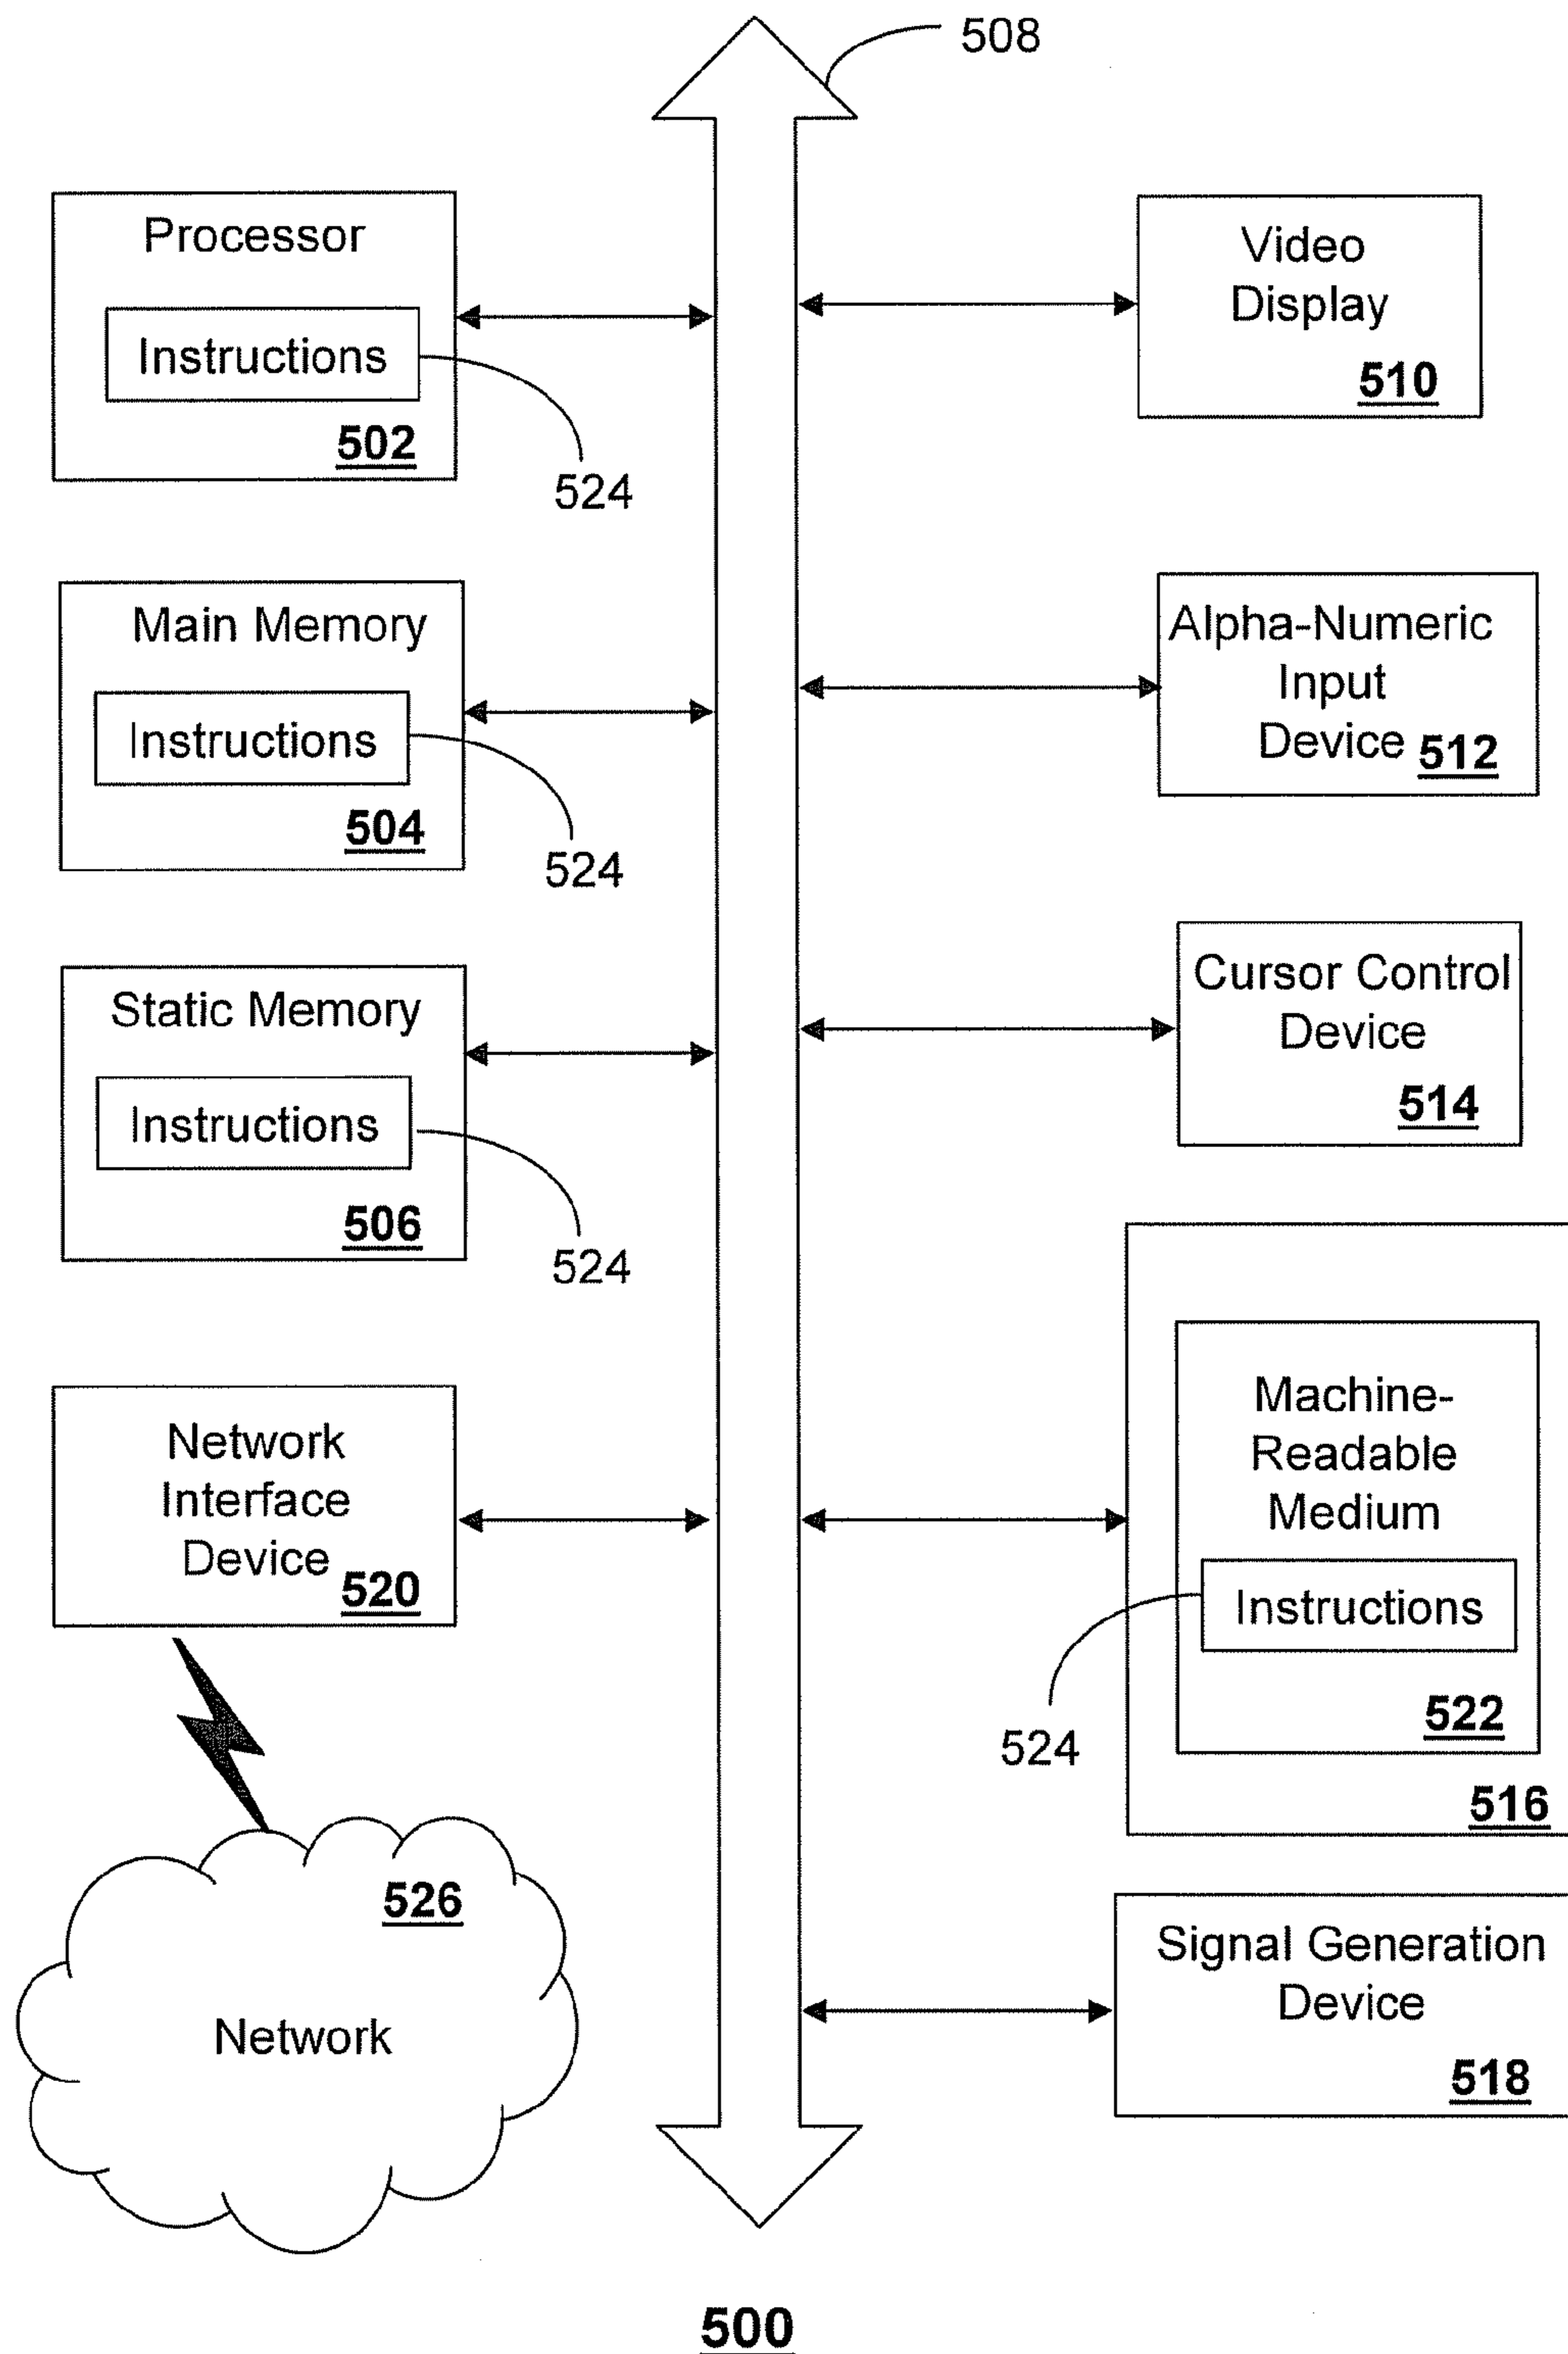 508
Processor
Instructions
502
524
Main Memory
Instructions
504
524
Static Memory
Instructions
506
524
Network
Interface
Device
520
526
Network
Video
Display
510
Alpha-Numeric
Input
Device
512
Cursor Control
Device
514
Machine-
Readable
Medium
Instructions
522
524
516
Signal Generation
Device
518
500